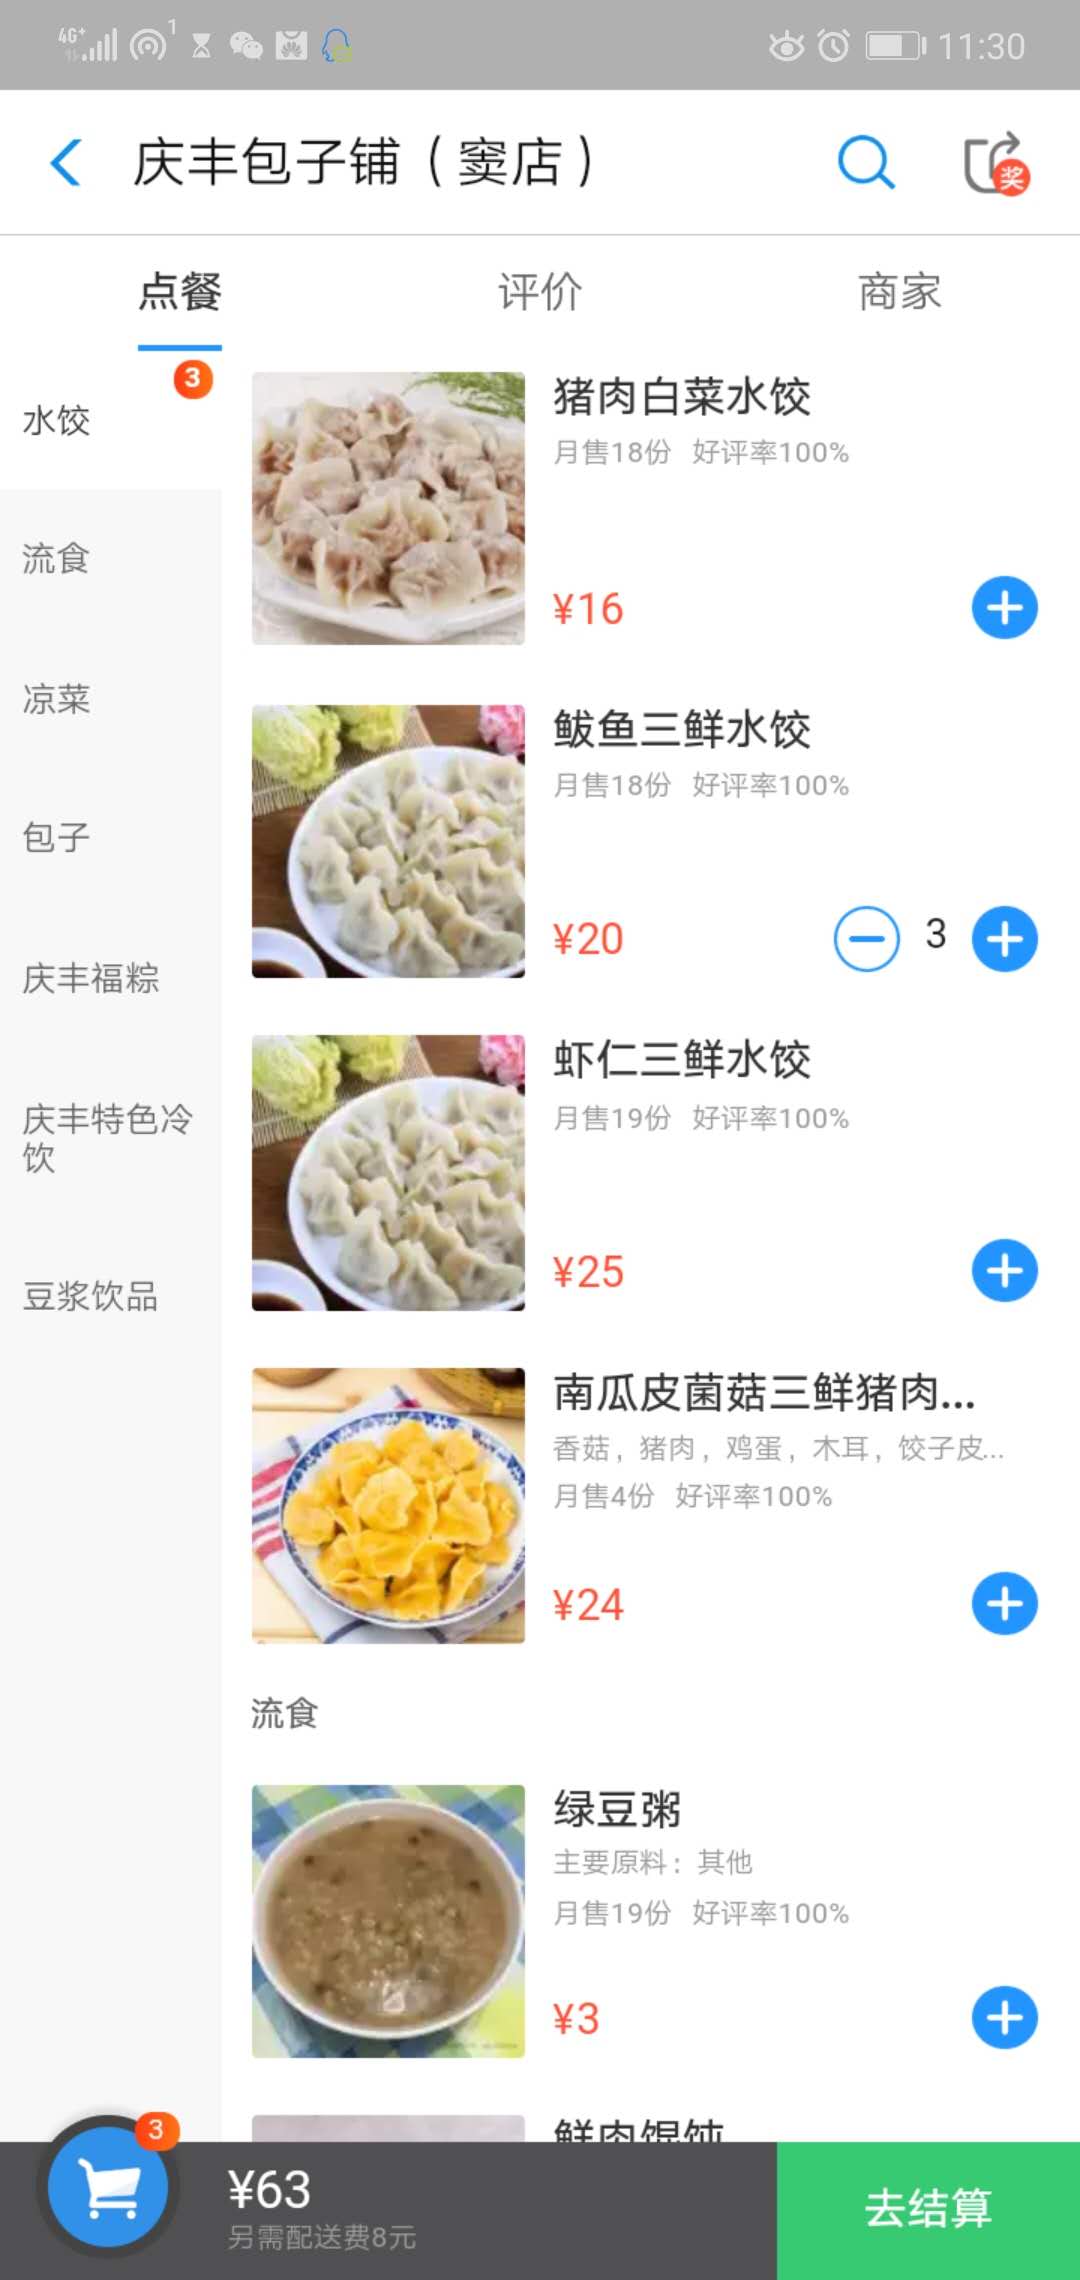 4G+ 1 11:30
庆丰包子铺（窦店）
奖
点餐 评价 商家
3
水饺
流食
凉菜
包子
庆丰福粽
庆丰特色冷
饮
豆浆饮品
猪肉白菜水饺
月售18份 好评率100%
¥16
鲅鱼三鲜水饺
月售18份 好评率100%
¥20 3
虾仁三鲜水饺
月售19份 好评率100%
¥25
南瓜皮菌菇三鲜猪肉...
香菇，猪肉，鸡蛋，木耳，饺子皮...
月售4份 好评率100%
¥24
流食
绿豆粥
主要原料：其他
月售19份 好评率100%
¥3
鲜肉馄饨
3
¥63
另需配送费8元
去结算